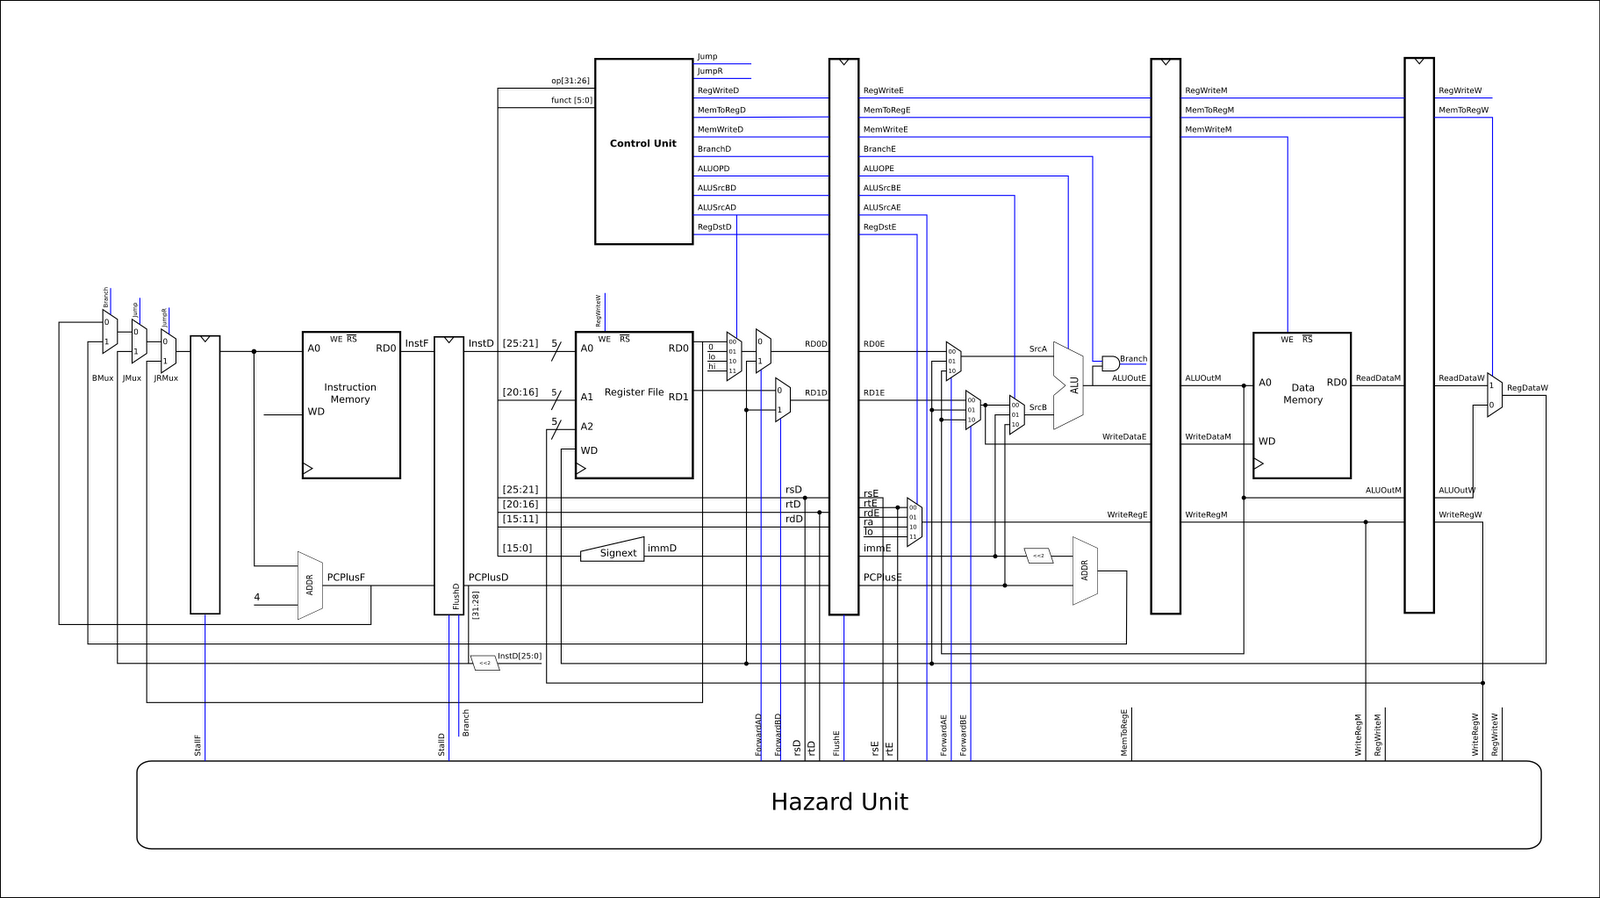 Jump
JumpR
op[31:26]
funct [5:0]
Control Unit
RegWriteD
MemToRegD
MemWriteD
BranchD
ALUOPD
ALUSrcBD
ALUSrcAD
RegDstD
RegWriteE
MemToRegE
MemWriteE
BranchE
ALUOPE
ALUSrcBE
ALUSrcAE
RegDstE
RegWriteM
MemToRegM
MemWriteM
RegWriteW
MemToRegW
Branch
Jump
JumpR
0
1
0
1
0
1
BMux
JMux
JRMux
WE RS
A0
RD0
Instruction
Memory
WD
InstF
InstD
[25:21]
5
[20:16]
5
5
RegWriteW
WE RS
A0
RD0
A1
Register File
RD1
A2
WD
0
lo
hi
00
01
10
11
0
1
0
1
RD0D
RD1D
RD0E
RD1E
00
01
10
00
01
10
00
01
10
SrcA
SrcB
ALU
Branch
ALUOutE
ALUOutM
WriteDataE
WriteDataM
WE RS
A0
RD0
Data
Memory
WD
ReadDataM
ReadDataW
1
0
RegDataW
ALUOutM
ALUOutW
[25:21]
rsD
[20:16]
rtD
[15:11]
rdD
[15:0]
Signext
immD
rsE
rtE
rdE
ra
lo
00
01
10
11
WriteRegE
WriteRegM
WriteRegW
immE
<<2
ADDR
PCPlusE
4
ADDR
PCPlusF
FlushD
PCPlusD
[31:28]
<<2
InstD[25:0]
StallF
StallD
Branch
ForwardAD
ForwardBD
rsD
rtD
FlushE
rsE
rtE
ForwardAE
ForwardBE
MemToRegE
WriteRegM
RegWriteM
WriteRegW
RegWriteW
Hazard Unit